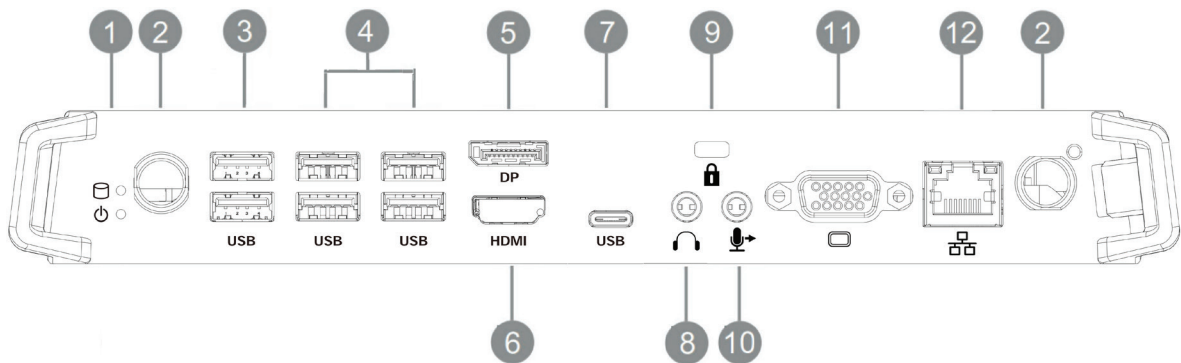 1 2 3 4 5 7 9 11 12 2
DP
USB USB USB HDMI USB
6 8 10